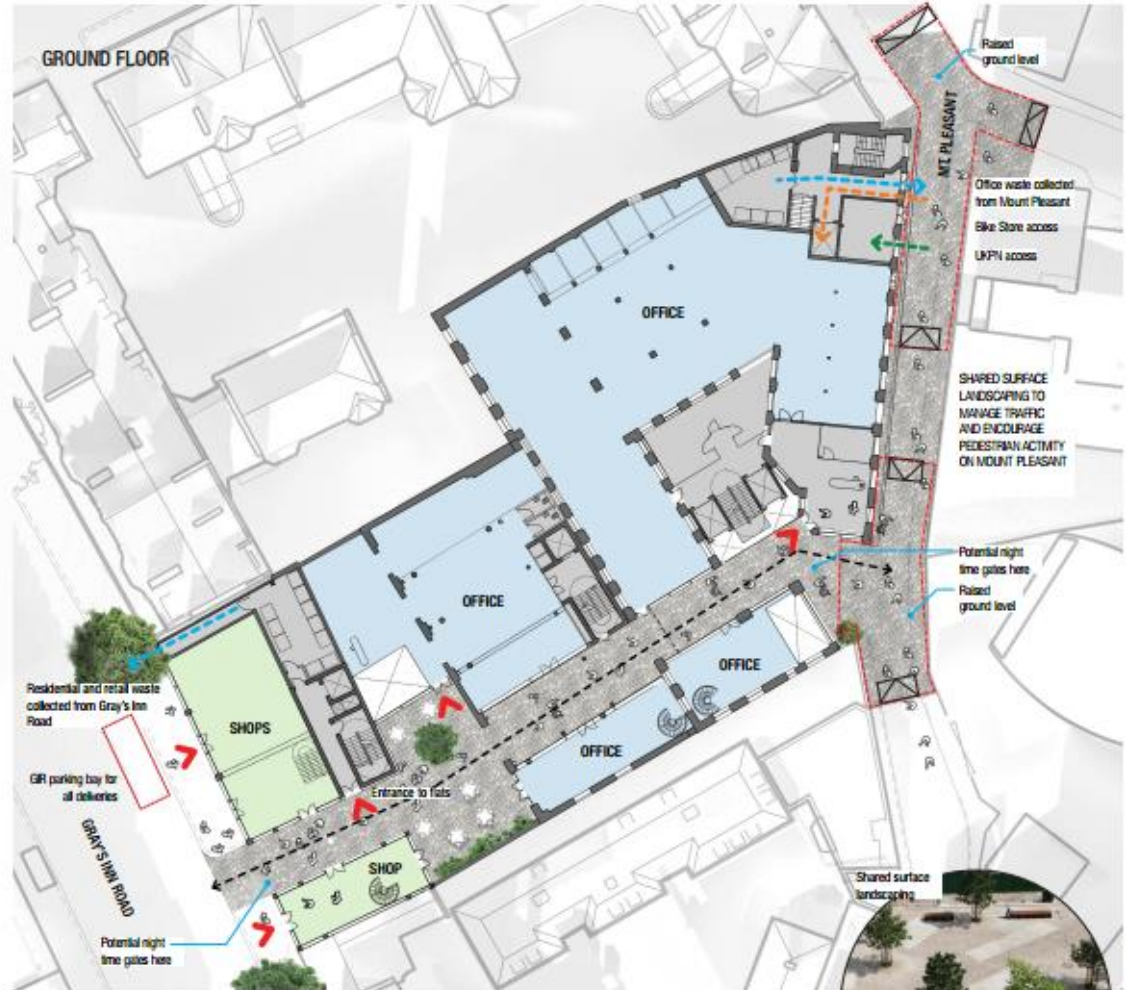 GROUND FLOOR
Raised
ground level
MT PLEASANT
Office waste collected
from Mount Pleasant
Bike Store access
UKPN access
OFFICE
SHARED SURFACE
LANDSCAPING TO
MANAGE TRAFFIC
AND ENCOURAGE
PEDESTRIAN ACTIVITY
ON MOUNT PLEASANT
Potential night
time gates here
Raised
ground level
OFFICE
OFFICE
OFFICE
Residential and retail waste
collected from Gray's Inn
Road
SHOPS
GIR parking bay for
all deliveries
Entrance to flats
GRAY'S INN ROAD
SHOP
Shared surface
landscaping
Potential night
time gates here